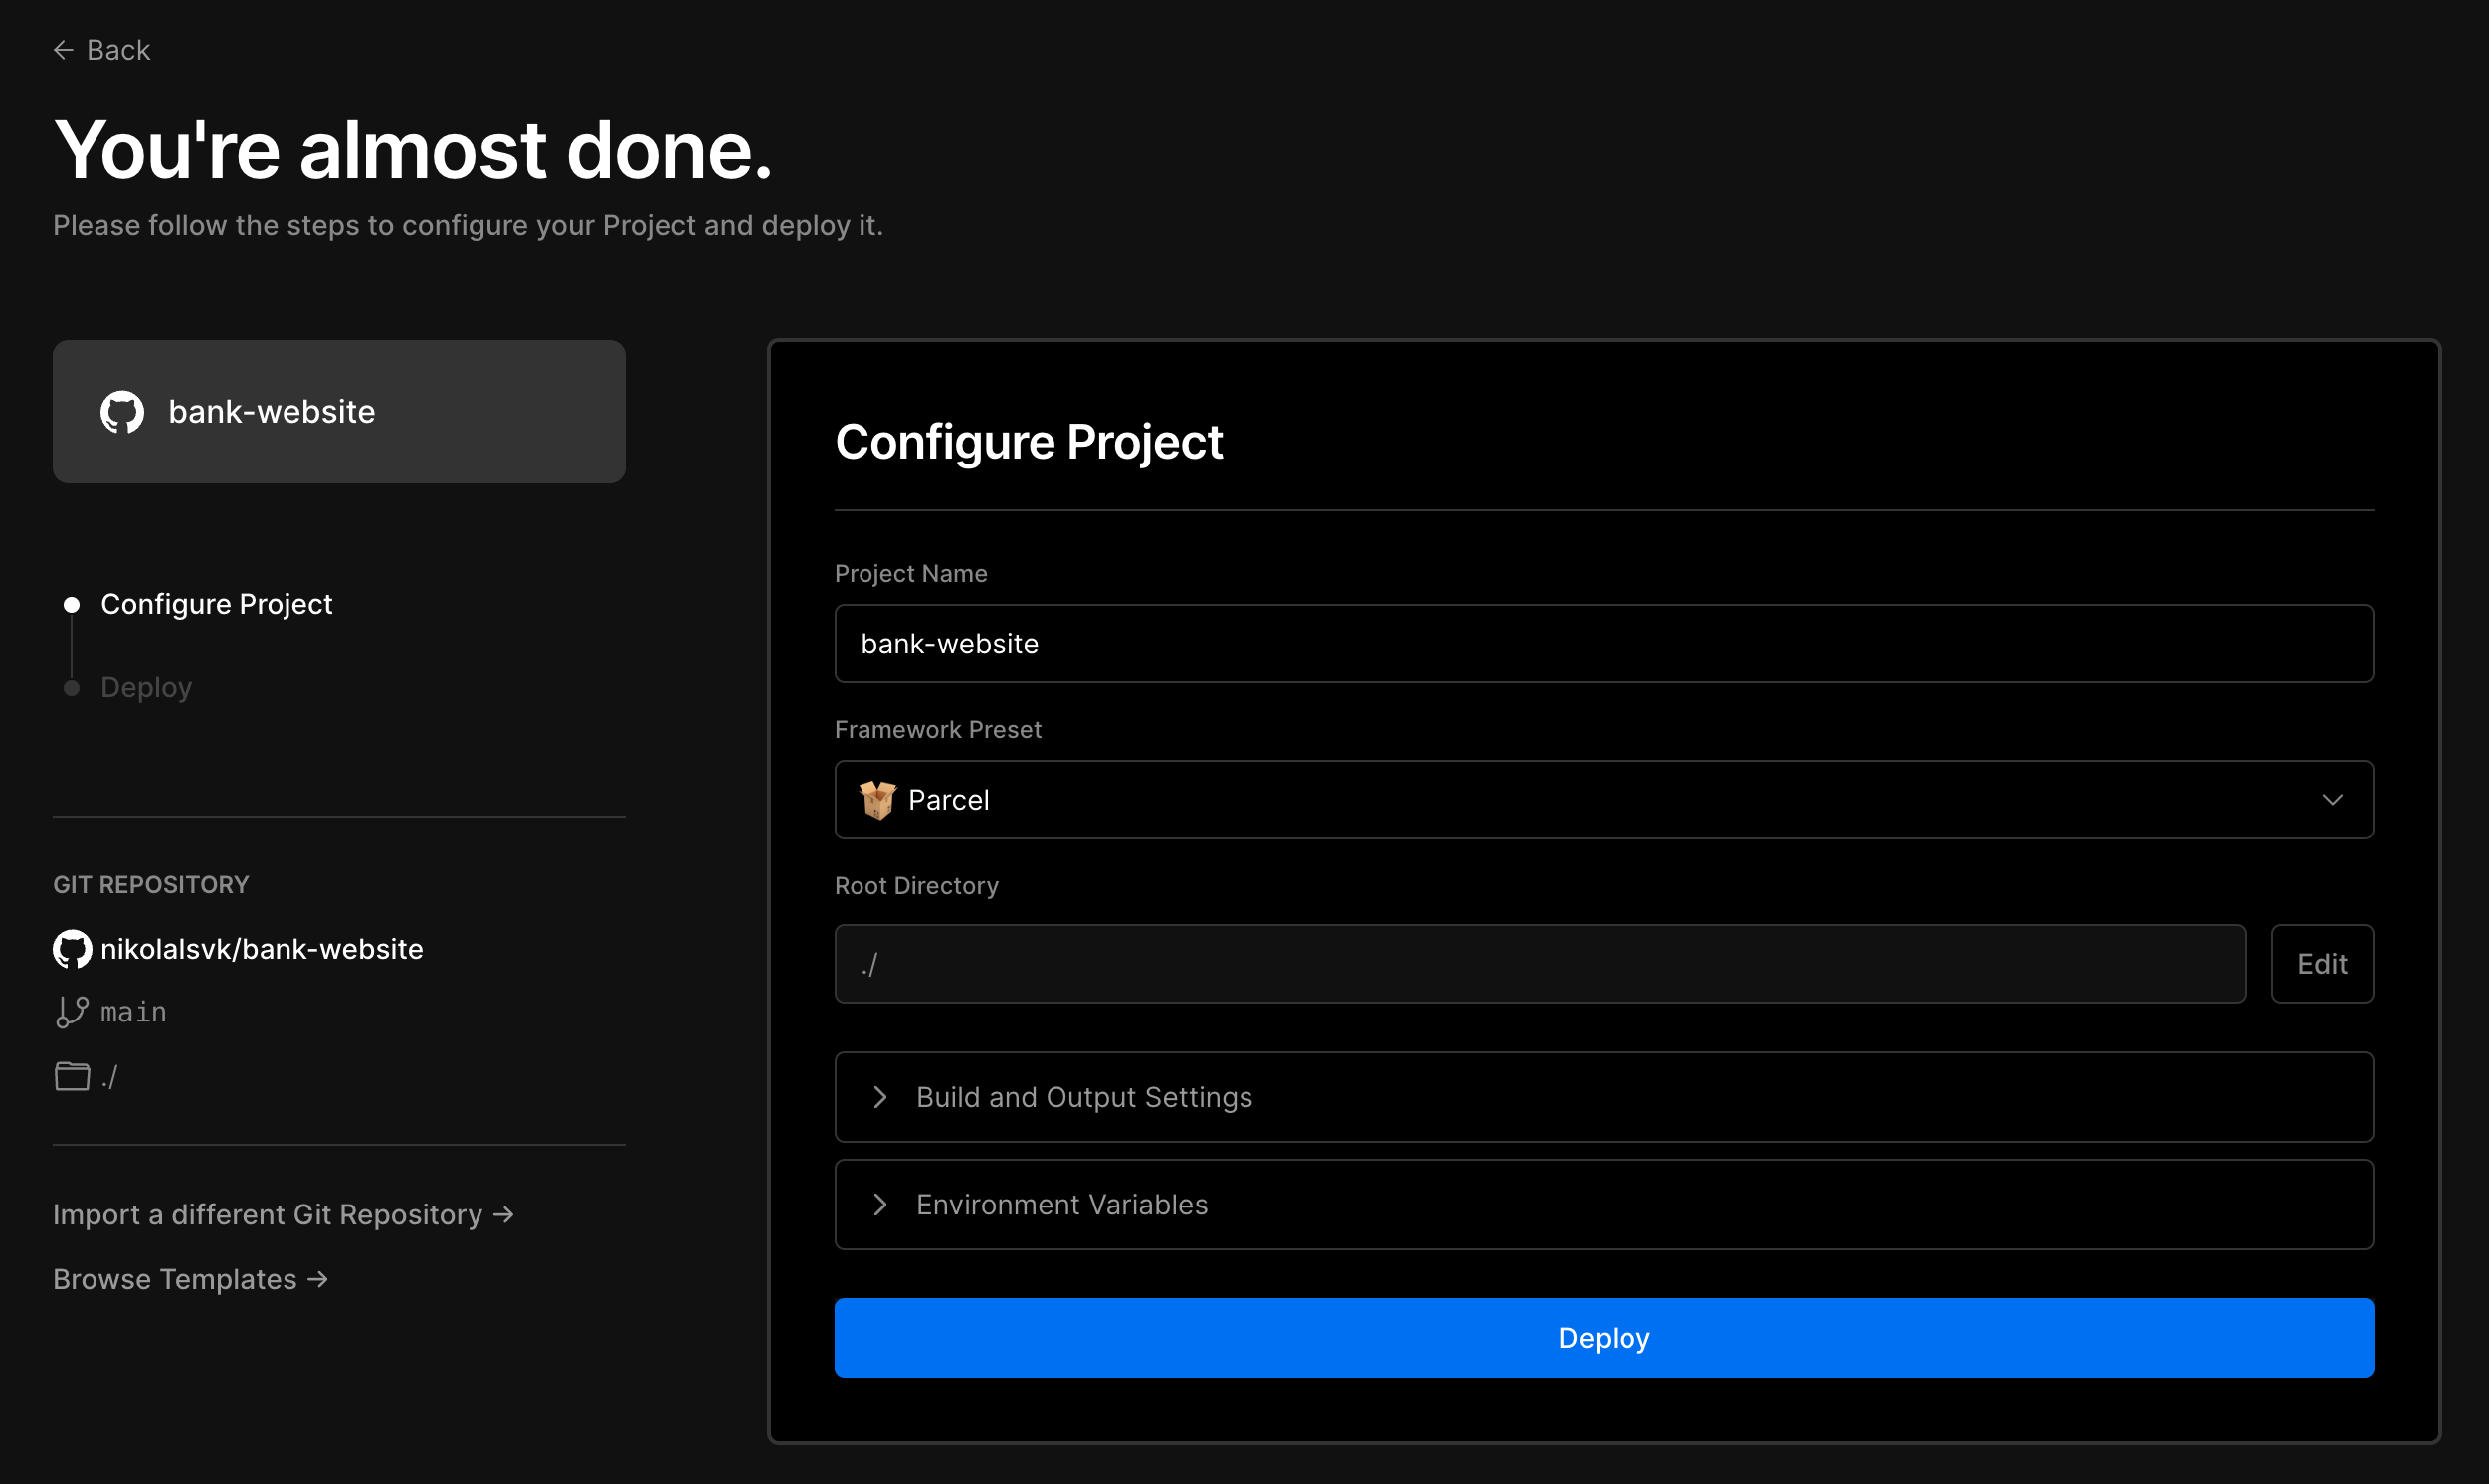 ← Back
You're almost done.
Please follow the steps to configure your Project and deploy it.
bank-website
Configure Project
Deploy
GIT REPOSITORY
nikolalsvk/bank-website
main
./
Import a different Git Repository →
Browse Templates →
Configure Project
Project Name
bank-website
Framework Preset
Parcel
Root Directory
./
Edit
Build and Output Settings
Environment Variables
Deploy